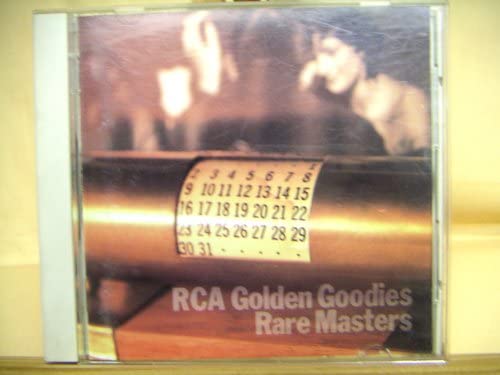 1
2 3 4 5 6 7 8
9 10 11 12 13 14 15
16 17 18 19 20 21 22
23 24 25 26 27 28 29
30 31 · · · · ·
RCA Golden Goodies
Rare Masters